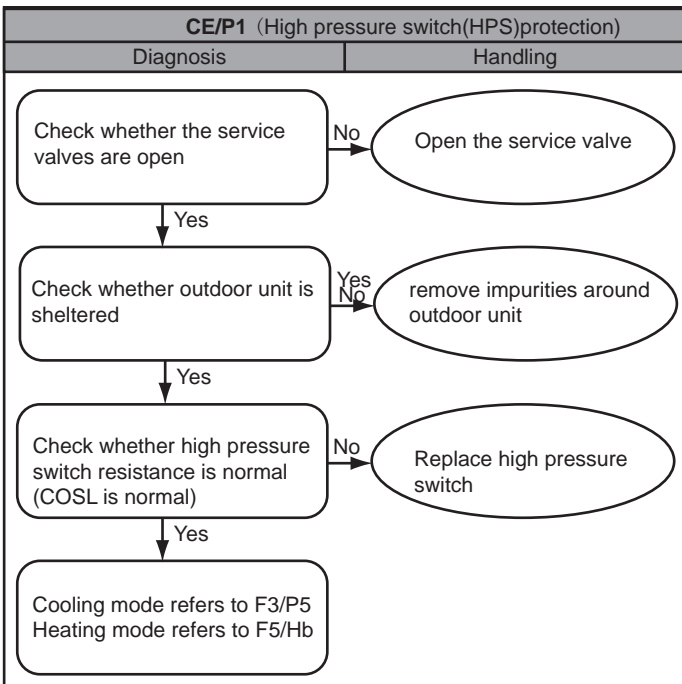 CE/P1（High pressure switch(HPS)protection)
Diagnosis
Handling
Check whether the service
valves are open
No
Open the service valve
Yes
Check whether outdoor unit is
sheltered
Yes
No
remove impurities around
outdoor unit
Yes
Check whether high pressure
switch resistance is normal
(COSL is normal)
No
Replace high pressure
switch
Yes
Cooling mode refers to F3/P5
Heating mode refers to F5/Hb